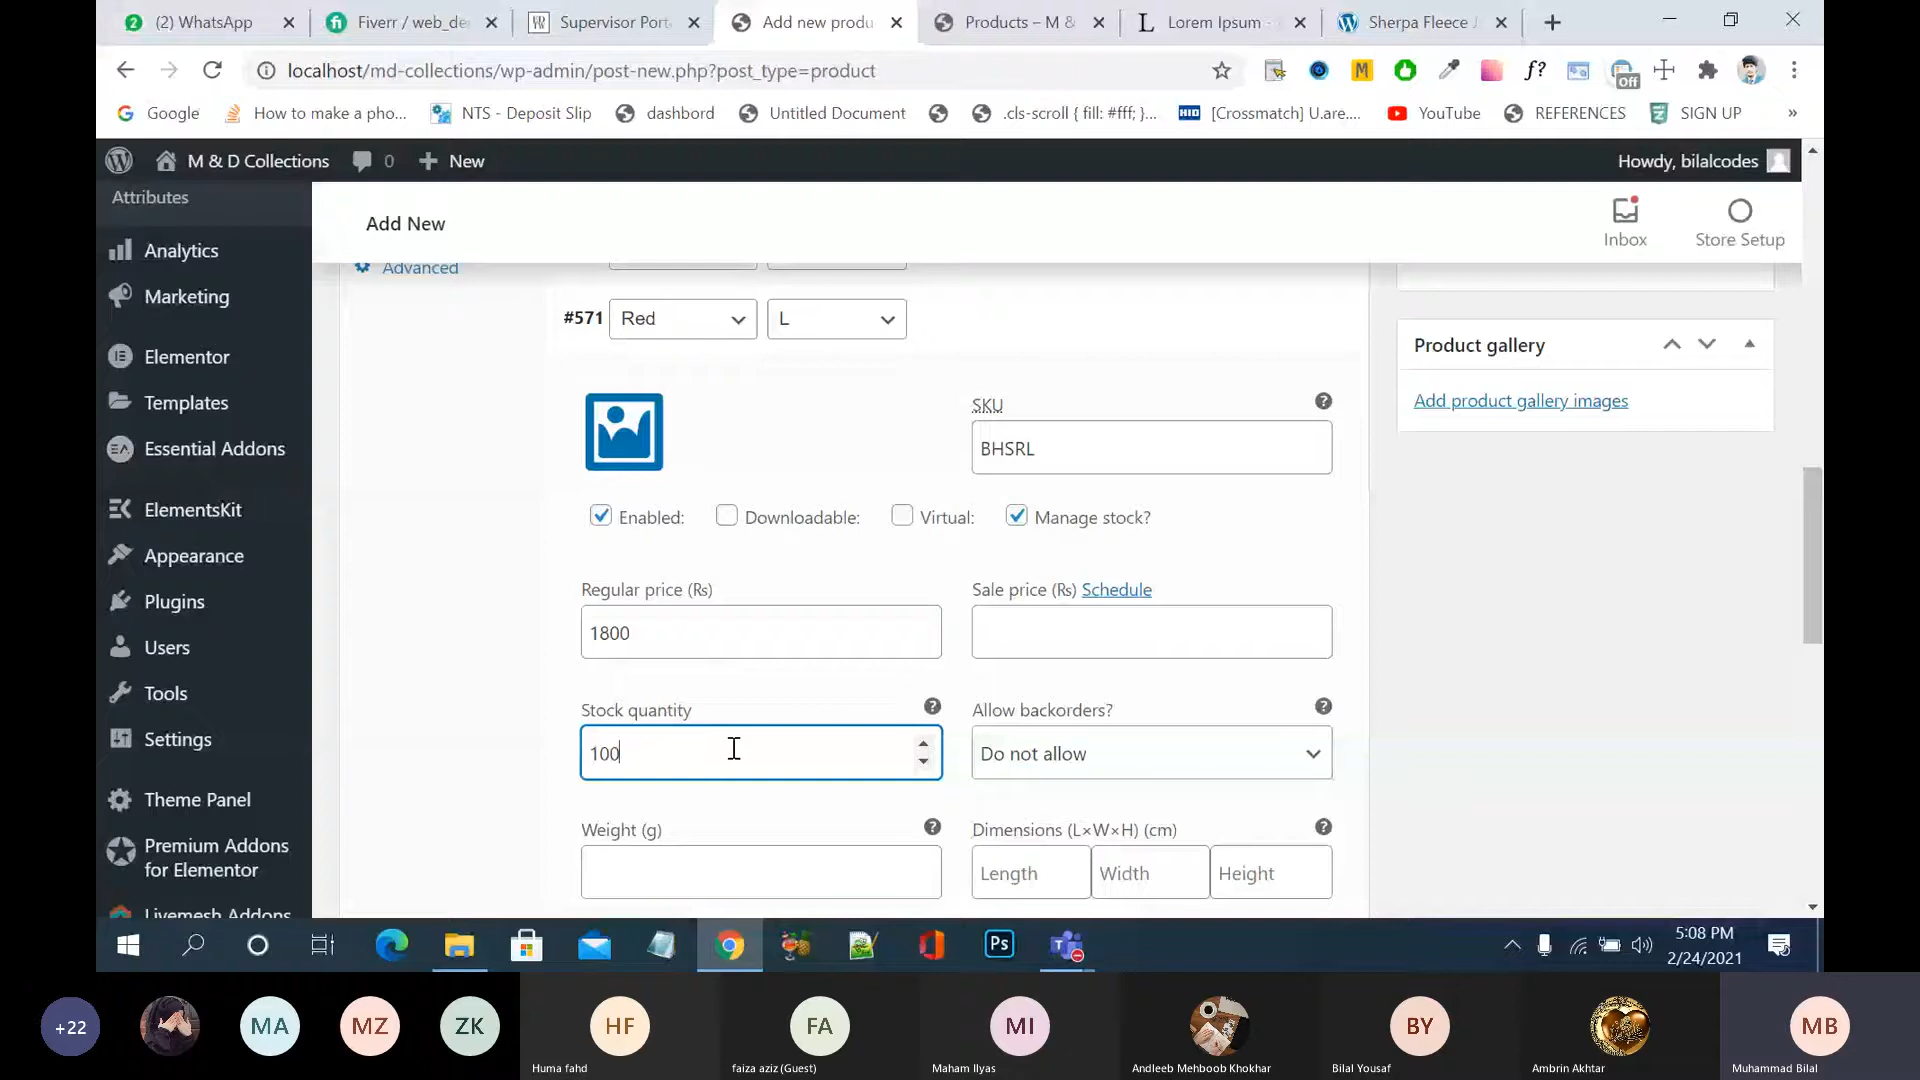 (2) WhatsApp
Fiverr / web_de
Supervisor Port
Add new produ
Products – M &
Lorem Ipsum -
Sherpa Fleece J
localhost/md-collections/wp-admin/post-new.php?post_type=product
M
f?
Off
Google
How to make a pho...
NTS - Deposit Slip
dashbord
Untitled Document
.cls-scroll { fill: #fff; }...
HID
[Crossmatch] U.are....
YouTube
REFERENCES
SIGN UP
»
M & D Collections
0
New
Howdy, bilalcodes
Attributes
Analytics
Marketing
Elementor
Templates
Essential Addons
ElementsKit
Appearance
Plugins
Users
Tools
Settings
Theme Panel
Premium Addons
for Elementor
Livemesh Addons
Add New
Inbox
Store Setup
Advanced
#571
Red
L
SKU
BHSRL
Enabled:
Downloadable:
Virtual:
Manage stock?
Regular price (₨)
1800
Sale price (₨) Schedule
Stock quantity
100
Allow backorders?
Do not allow
Weight (g)
Dimensions (L×W×H) (cm)
Length
Width
Height
Product gallery
Add product gallery images
Ps
5:08 PM
2/24/2021
+22
MA
MZ
ZK
HF
Huma fahd
FA
faiza aziz (Guest)
MI
Maham Ilyas
Andleeb Mehboob Khokhar
BY
Bilal Yousaf
Ambrin Akhtar
MB
Muhammad Bilal